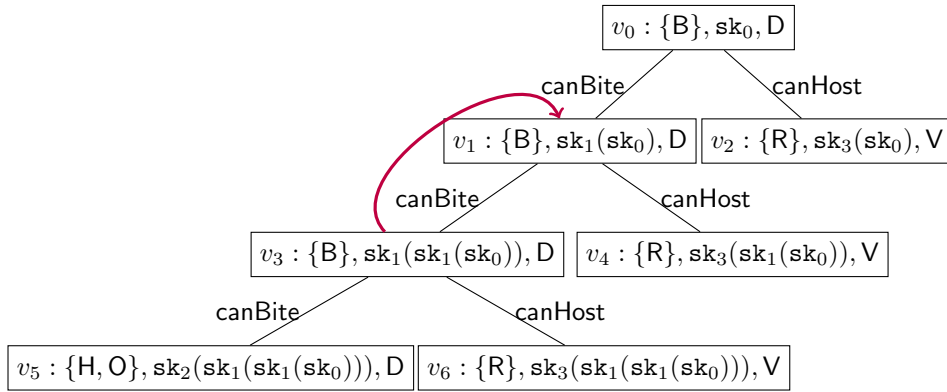 v₀ : {B}, sk₀, D
canBite canHost
v₁ : {B}, sk₁(sk₀), D v₂ : {R}, sk₃(sk₀), V
canBite canHost
v₃ : {B}, sk₁(sk₁(sk₀)), D v₄ : {R}, sk₃(sk₁(sk₀)), V
canBite canHost
v₅ : {H, O}, sk₂(sk₁(sk₁(sk₀))), D v₆ : {R}, sk₃(sk₁(sk₁(sk₀))), V